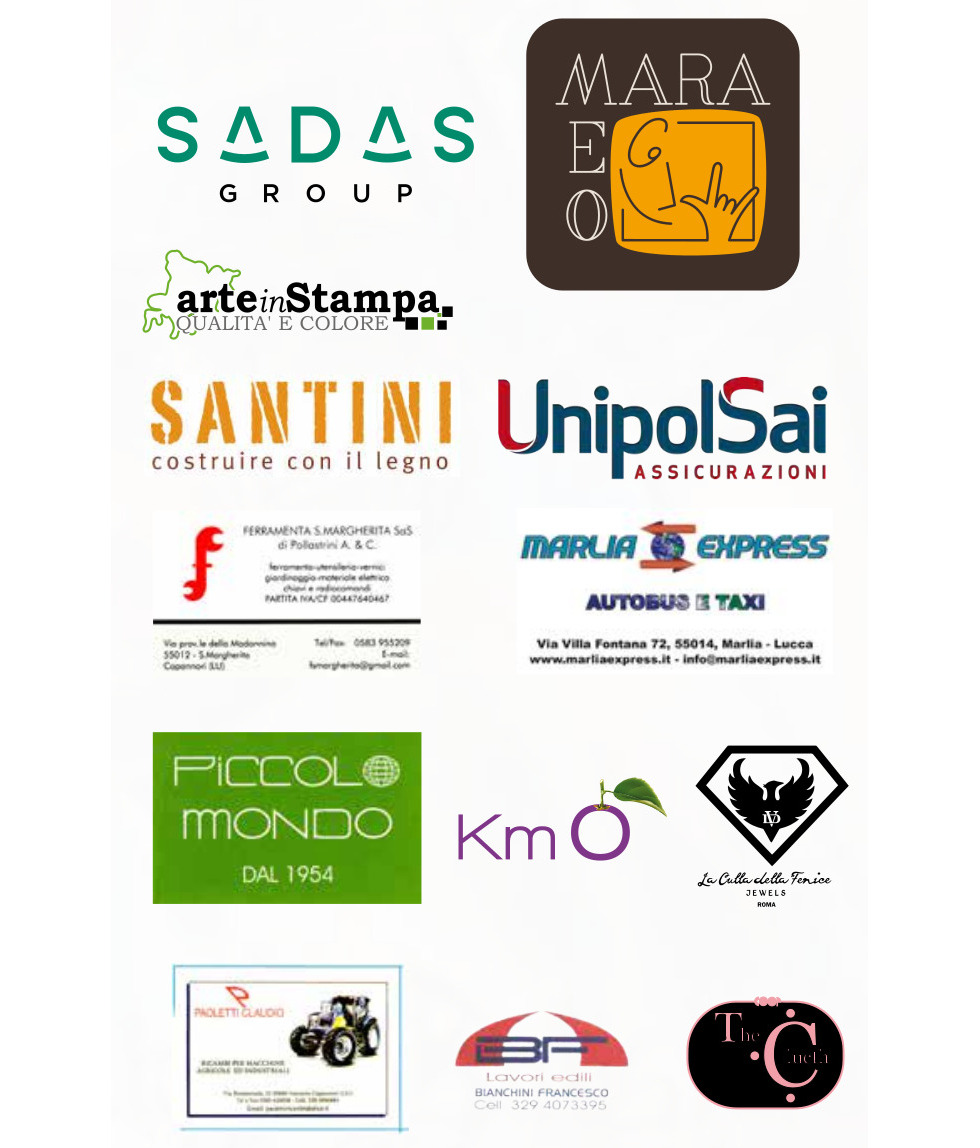 SADAS
GROUP
MARA
E
O
arteinStampa
QUALITA' E COLORE
SANTINI
costruire con il legno
UnipolSai
ASSICURAZIONI
FERRAMENTA S.MARGHERITA SaS
di Pollastrini A. & C.
ferramenta-utensileria-vernici
giardinaggio-materiale elettrico
chiavi e radiocomandi
PARTITA IVA/CF 00447640467
Via prov.le della Madonnina
55012 - S.Margherita
Capannori (LU)
Tel/Fax: 0583 955209
E-mail:
fsmargherita@gmail.com
MARLIA EXPRESS
AUTOBUS E TAXI
Via Villa Fontana 72, 55014, Marlia - Lucca
www.marliaexpress.it - info@marliaexpress.it
PiCCOLO
MONDO
DAL 1954
Km O
La Culla della Fenice
JEWELS
ROMA
PAOLETTI CLAUDIO
RICAMBI PER MACCHINE
AGRICOLE ED INDUSTRIALI
BF
Lavori edili
BIANCHINI FRANCESCO
Cell 329 4073395
The